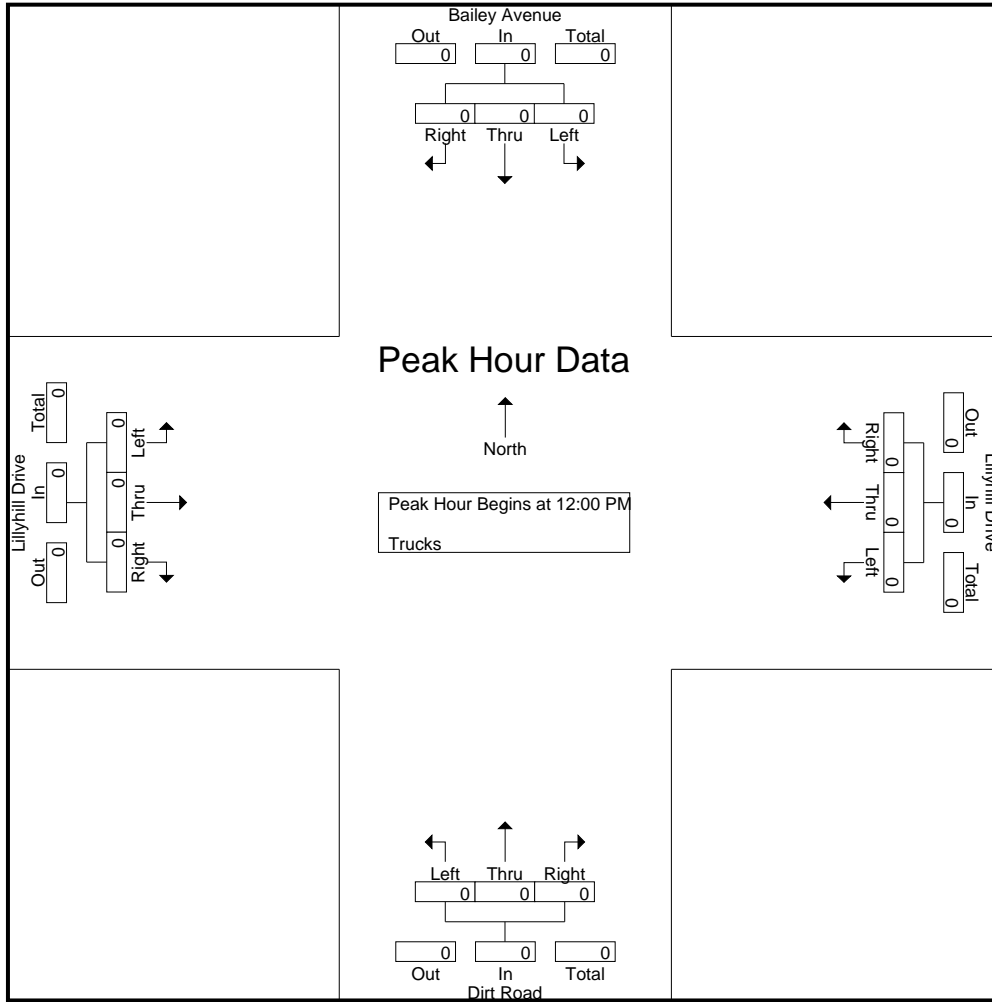 Bailey Avenue
Out In Total
0 0 0
0 0 0
Right Thru Left
Peak Hour Data
North
Peak Hour Begins at 12:00 PM
Trucks
Lillyhill Drive
Out In Total
0 0 0
Right Thru Left
0 0 0
Lillyhill Drive
Out In Total
0 0 0
Right Thru Left
0 0 0
Left Thru Right
0 0 0
0 0 0
Out In Total
Dirt Road